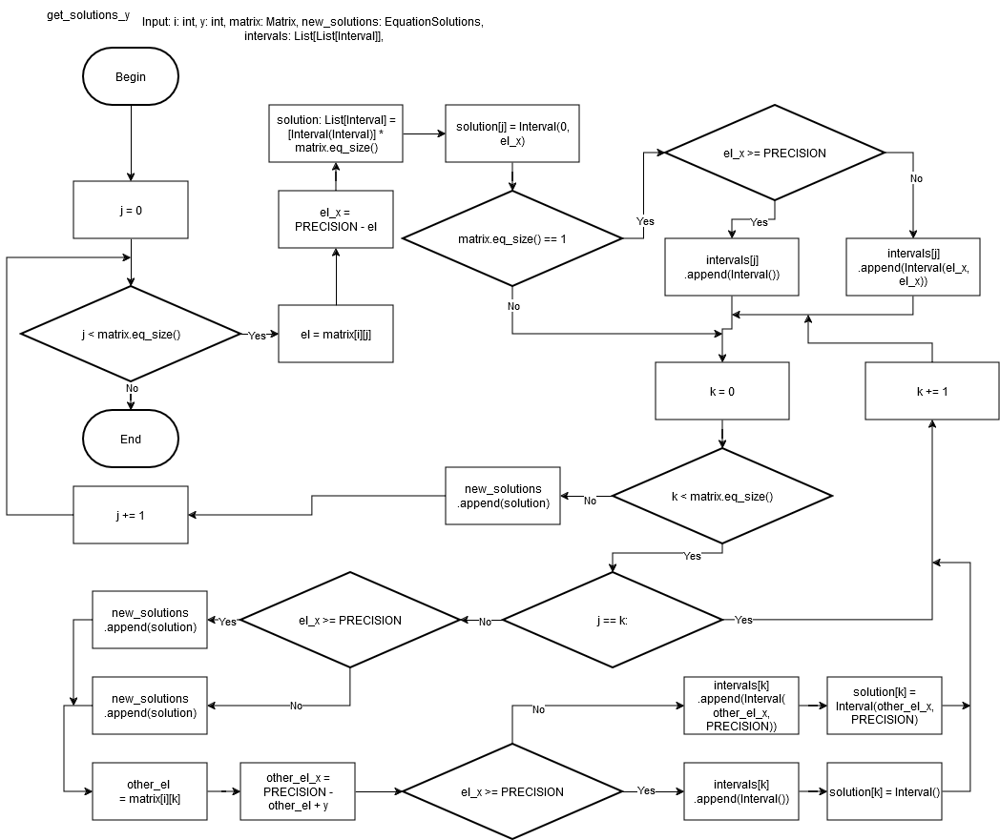 get_solutions_y
Input: i: int, y: int, matrix: Matrix, new_solutions: EquationSolutions,
intervals: List[List[Interval]],
Begin
j = 0
j < matrix.eq_size()
Yes
No
End
j += 1
el = matrix[i][j]
el_x =
PRECISION - el
solution: List[Interval] =
[Interval(Interval)] *
matrix.eq_size()
solution[j] = Interval(0,
el_x)
matrix.eq_size() == 1
Yes
No
el_x >= PRECISION
Yes
No
intervals[j]
.append(Interval())
intervals[j]
.append(Interval(el_x,
el_x))
k = 0
k += 1
k < matrix.eq_size()
No
Yes
new_solutions
.append(solution)
j == k:
Yes
No
el_x >= PRECISION
Yes
No
new_solutions
.append(solution)
new_solutions
.append(solution)
other_el
= matrix[i][k]
other_el_x =
PRECISION -
other_el + y
el_x >= PRECISION
No
Yes
intervals[k]
.append(Interval(
other_el_x,
PRECISION))
solution[k] =
Interval(other_el_x,
PRECISION)
intervals[k]
.append(Interval())
solution[k] = Interval()